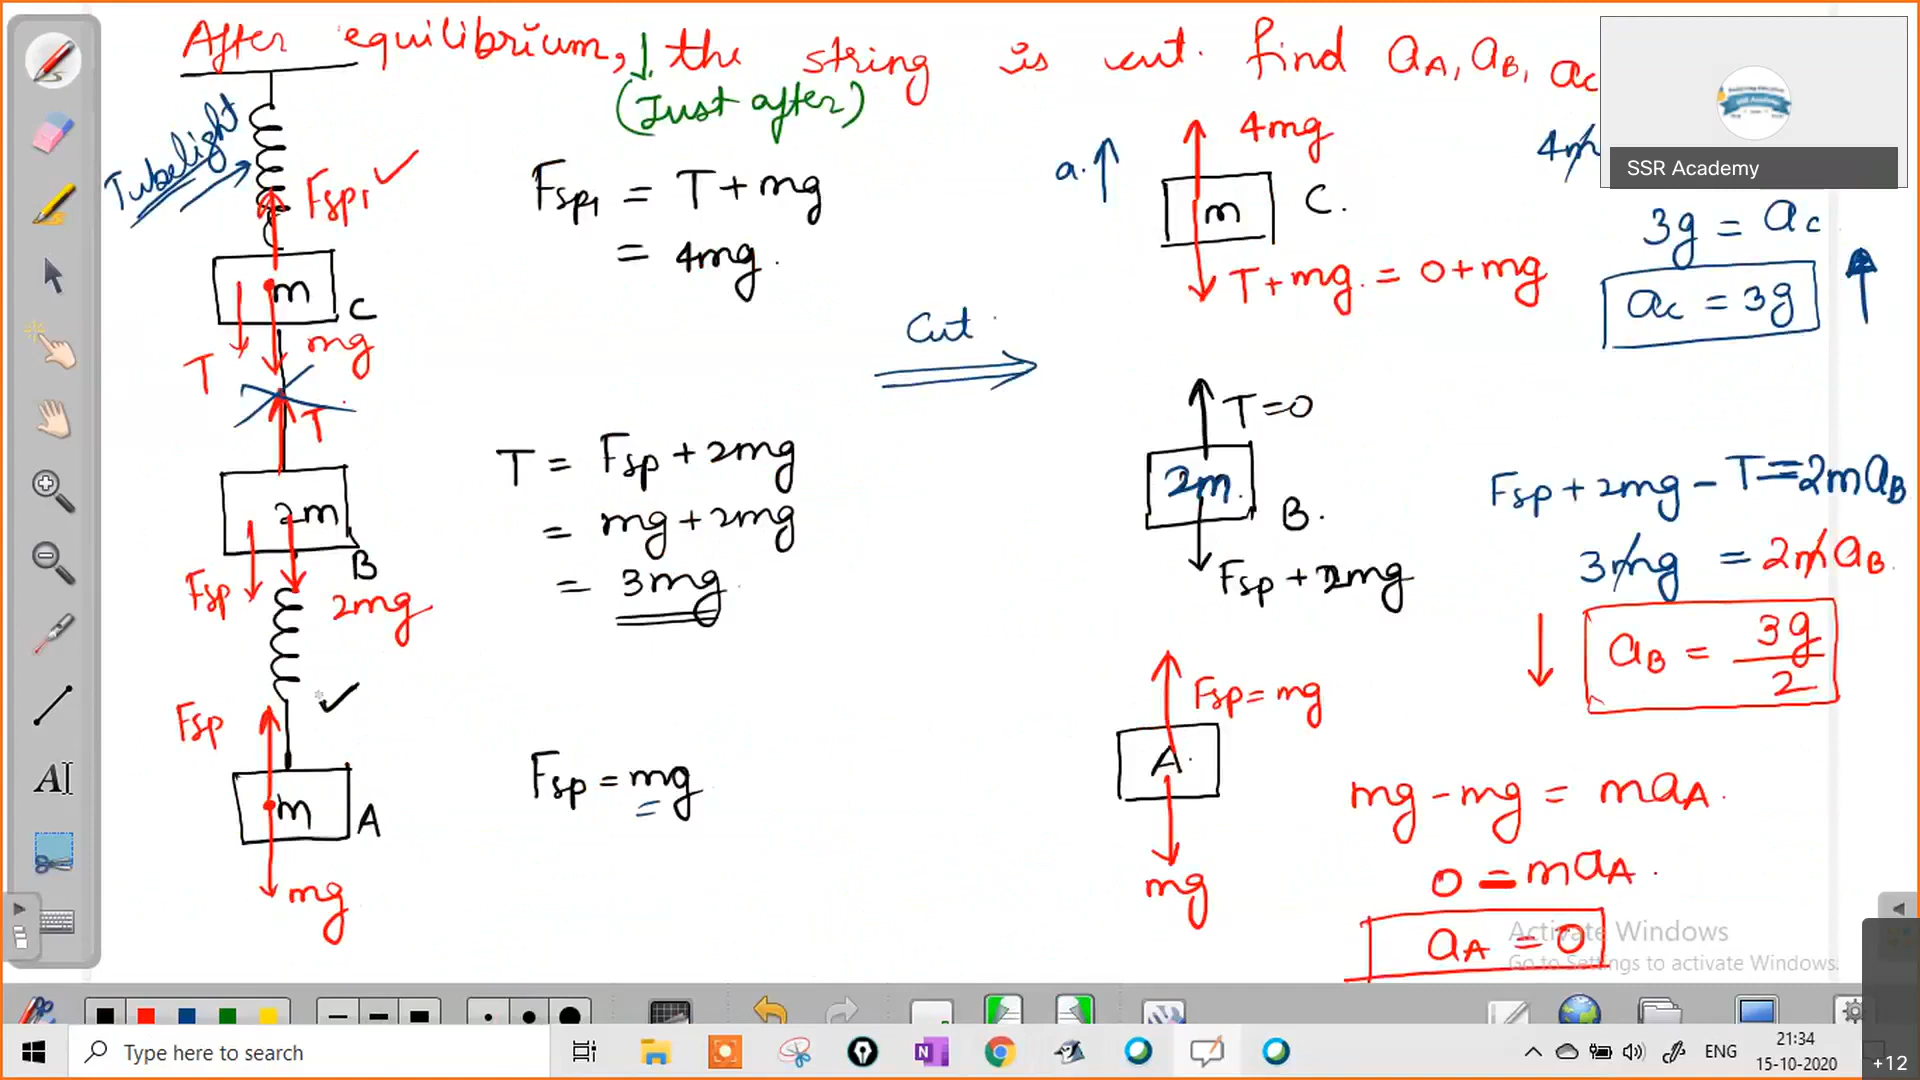 After equilibrium, the string is cut. find aA, aB, ac
(Just after)
Tubelight
Fsp1
m
C
T
mg
T
2m
B
Fsp
2mg
Fsp
m
A
mg
Fsp1 = T+mg
= 4mg.
T = Fsp + 2mg
= mg + 2mg
= 3mg
Fsp = mg
Cut
a.
4mg
m
C.
T+mg. = 0+mg
4m
3g = ac
ac = 3g
T=0
2m.
B.
Fsp + 2mg
Fsp + 2mg - T = 2maB
3mg = 2maB.
aB = 3g/2
Fsp = mg
A.
mg
mg - mg = maA.
0 = maA.
aA = 0
SSR Academy
Activate Windows
Go to Settings to activate Windows.
Type here to search
ENG
21:34
15-10-2020
+12